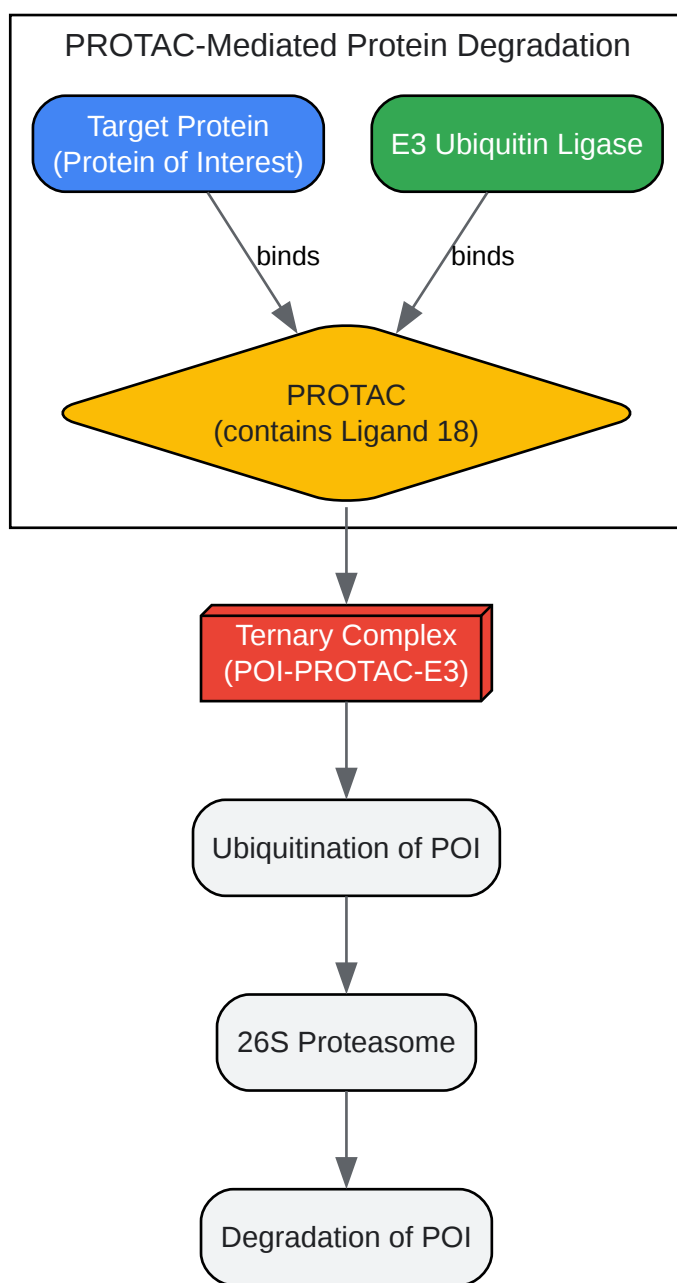 PROTAC-Mediated Protein Degradation
Target Protein
(Protein of Interest)
E3 Ubiquitin Ligase
binds
binds
PROTAC
(contains Ligand 18)
Ternary Complex
(POI-PROTAC-E3)
Ubiquitination of POI
26S Proteasome
Degradation of POI